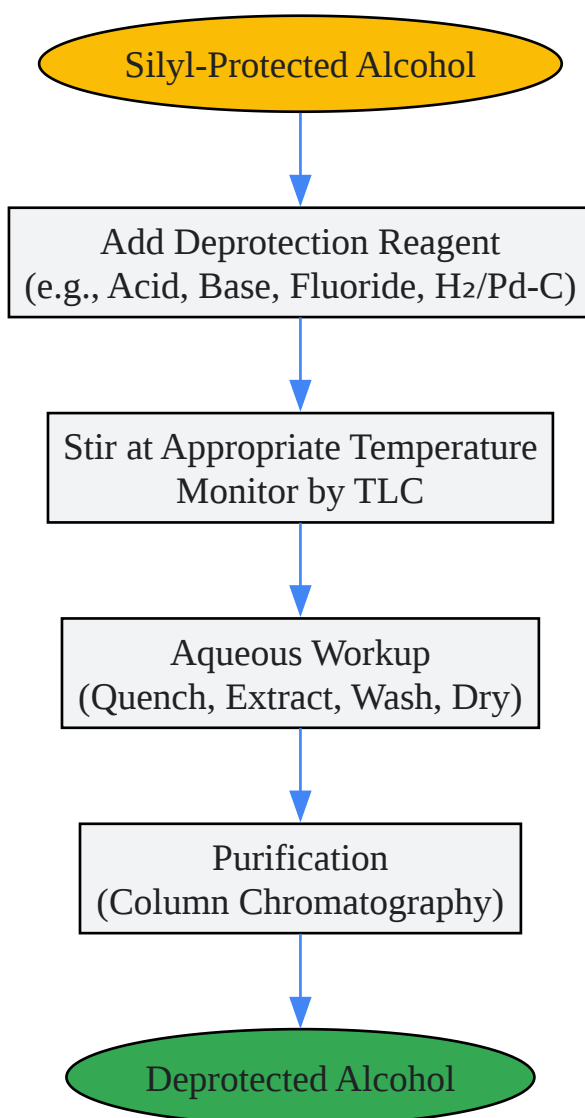 Silyl-Protected Alcohol
Add Deprotection Reagent
(e.g., Acid, Base, Fluoride, H₂/Pd-C)
Stir at Appropriate Temperature
Monitor by TLC
Aqueous Workup
(Quench, Extract, Wash, Dry)
Purification
(Column Chromatography)
Deprotected Alcohol